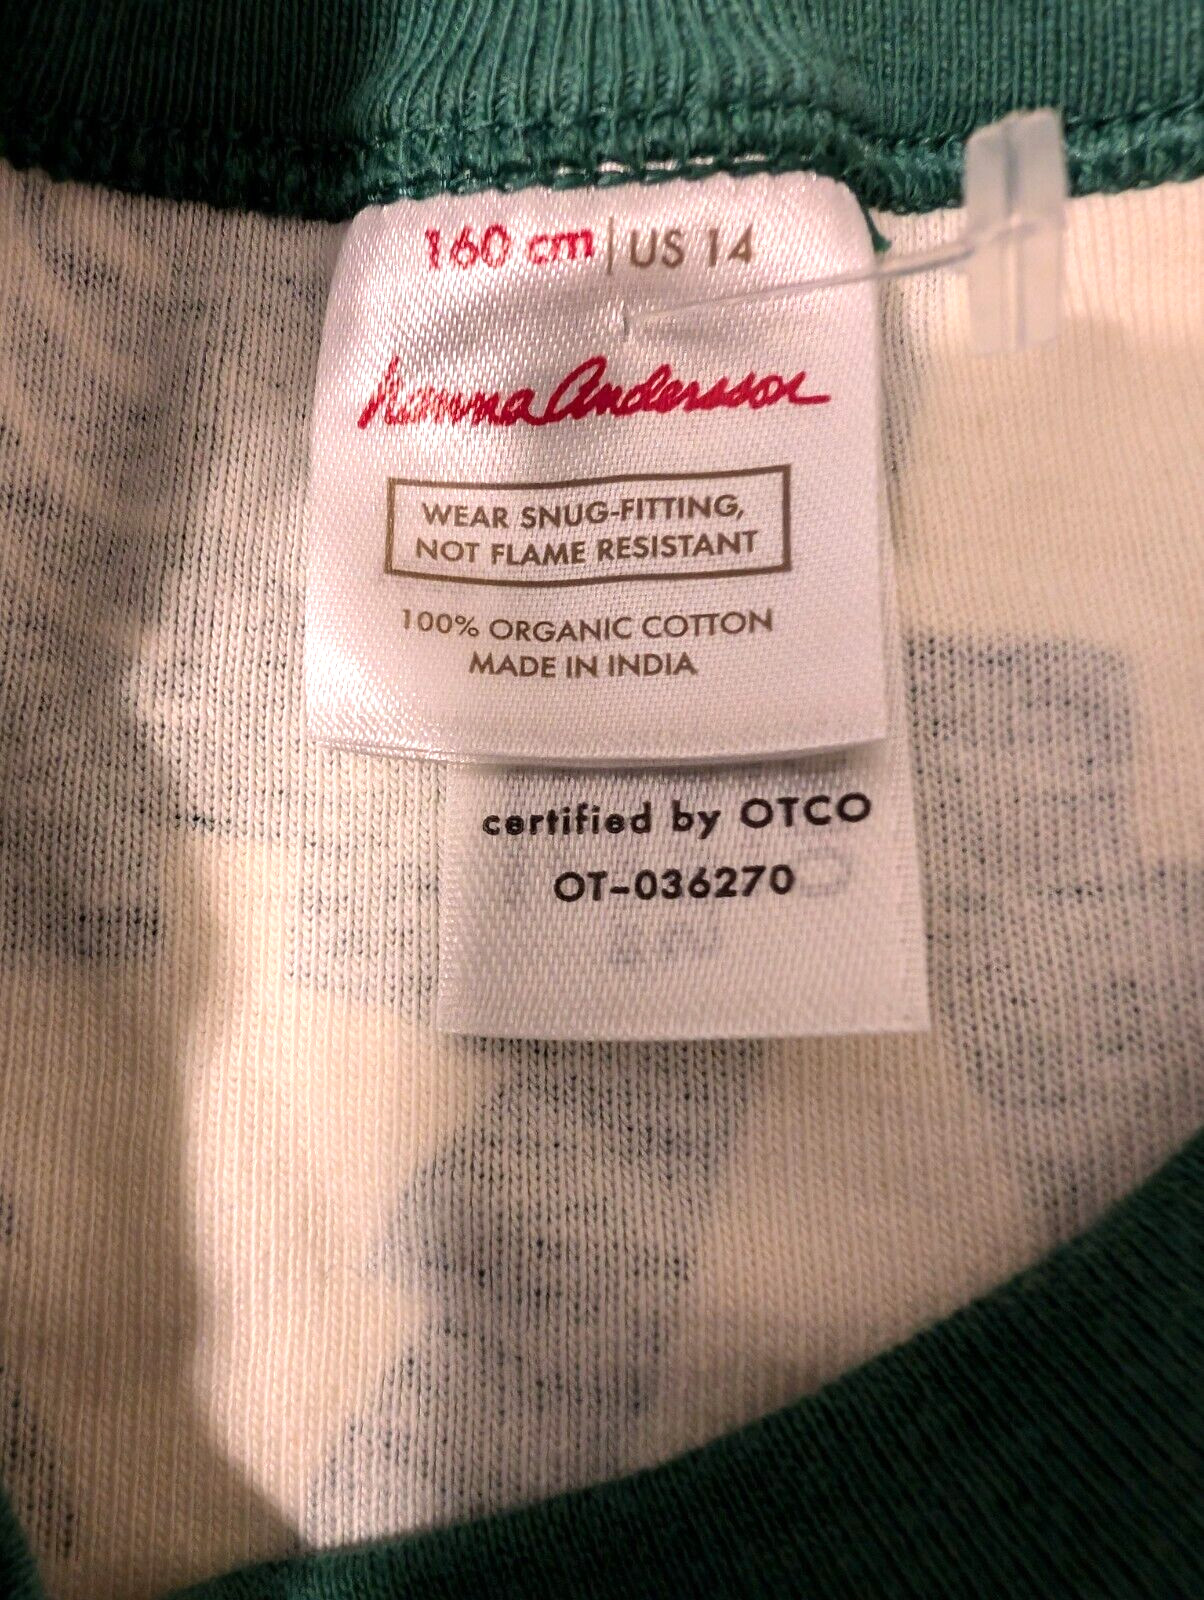 160 cm | US 14
hanna Andersson
WEAR SNUG-FITTING,
NOT FLAME RESISTANT
100% ORGANIC COTTON
MADE IN INDIA
certified by OTCO
OT-036270